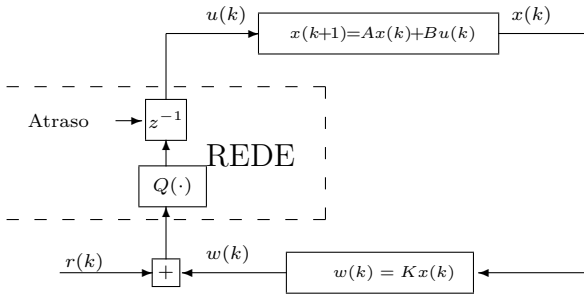 u(k)
x(k+1)=Ax(k)+Bu(k)
x(k)
Atraso
z⁻¹
REDE
Q(·)
r(k)
+
w(k)
w(k) = Kx(k)